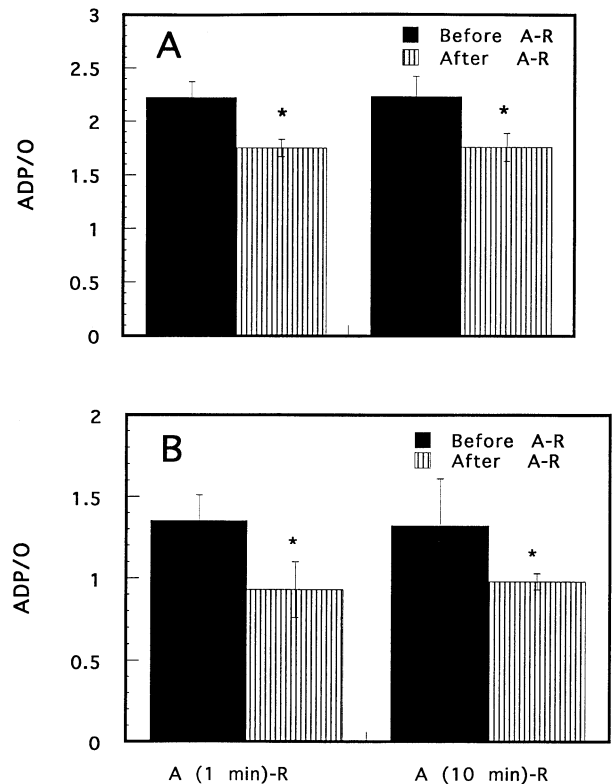 A
Before A-R
After A-R
3
2.5
2
1.5
1
0.5
0
ADP/O
*
*
B
Before A-R
After A-R
2
1.5
1
0.5
0
ADP/O
*
*
A (1 min)-R
A (10 min)-R